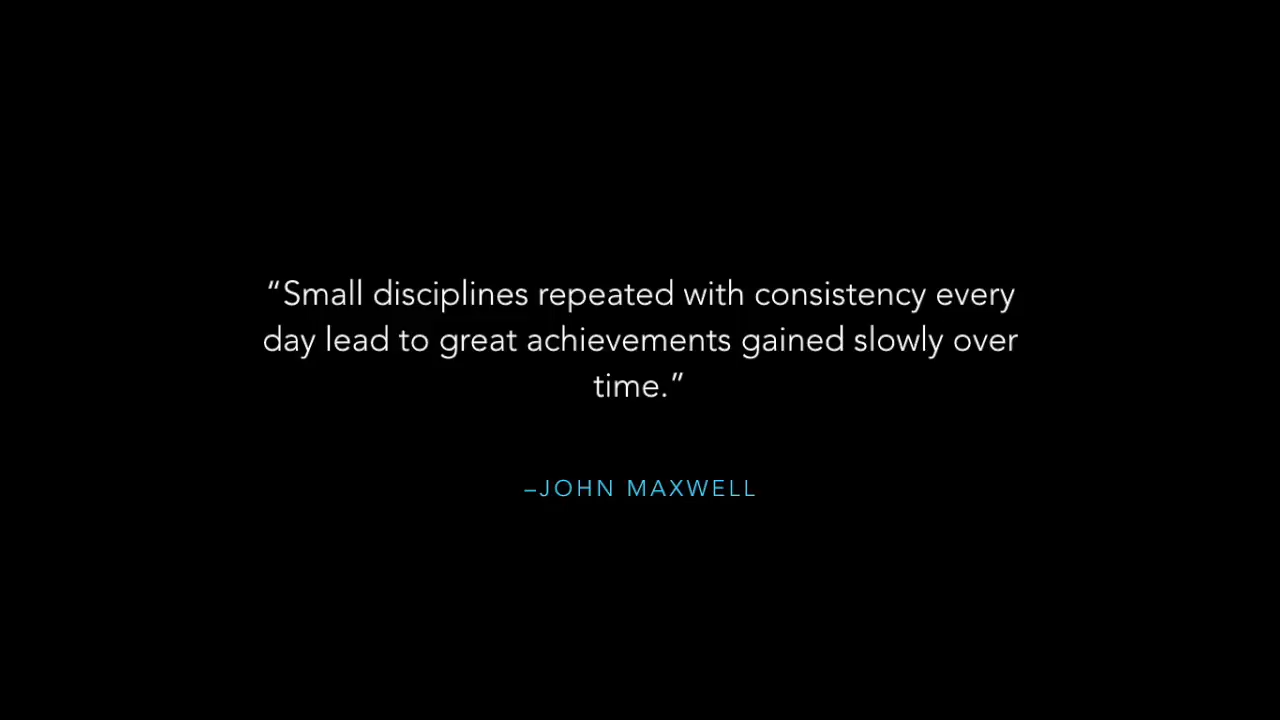 “Small disciplines repeated with consistency every
day lead to great achievements gained slowly over
time.”
–JOHN MAXWELL